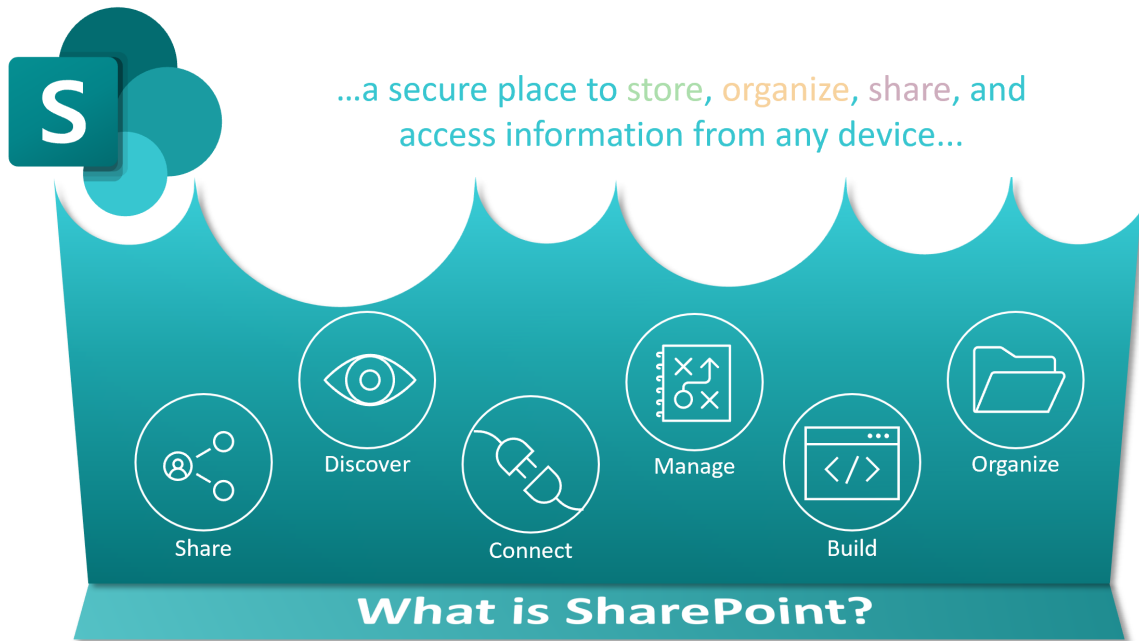 S
...a secure place to store, organize, share, and
access information from any device...
Share
Discover
Connect
Manage
Build
Organize
What is SharePoint?